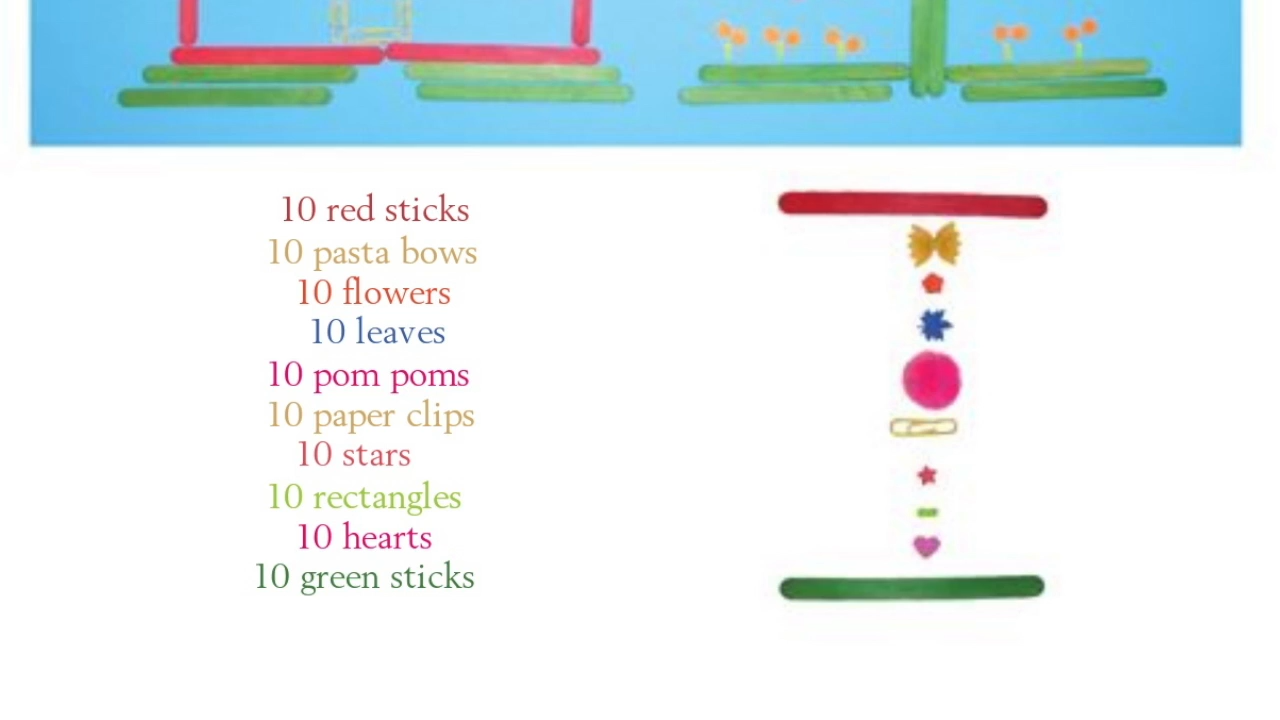 10 red sticks
10 pasta bows
10 flowers
10 leaves
10 pom poms
10 paper clips
10 stars
10 rectangles
10 hearts
10 green sticks